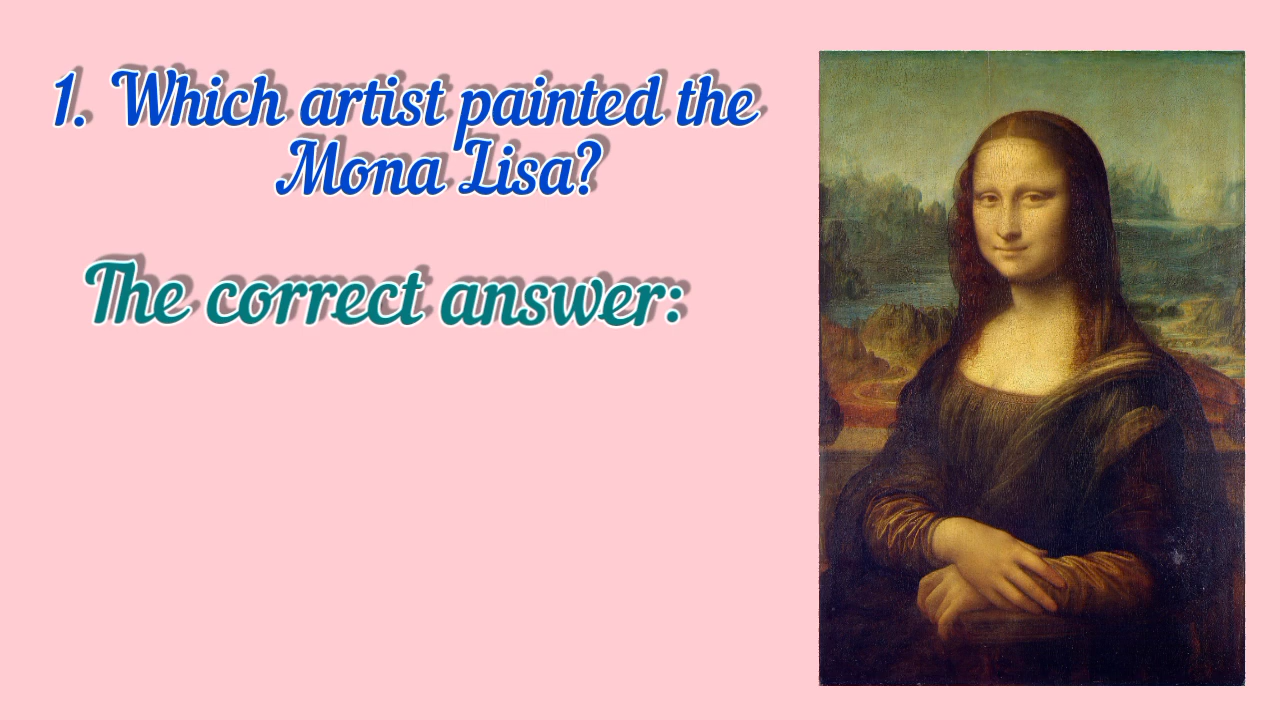 1. Which artist painted the
Mona Lisa?
The correct answer: